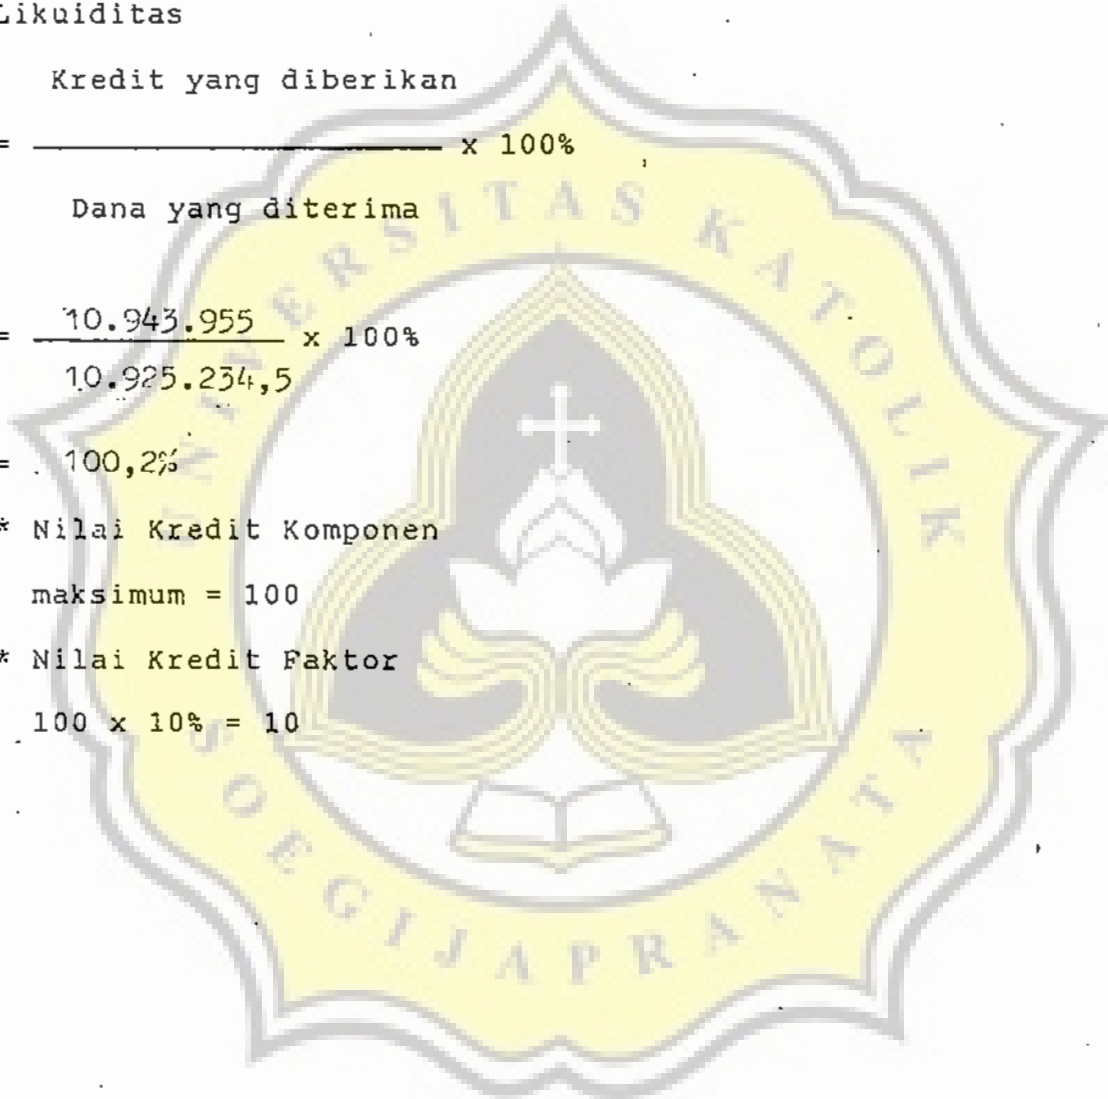 Likuiditas
Kredit yang diberikan
= ―――――― x 100%
Dana yang diterima
= 10.943.955 x 100%
10.925.234,5
= 100,2%
* Nilai Kredit Komponen
maksimum = 100
* Nilai Kredit Faktor
100 x 10% = 10
UNIVERSITAS KATOLIK
SOEGIJAPRANATA